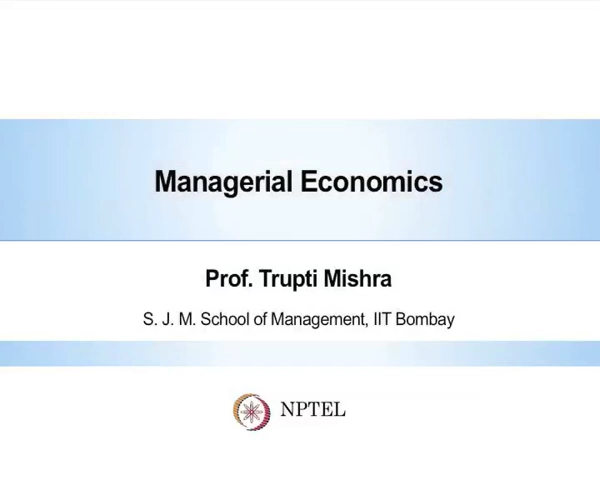 Managerial Economics
Prof. Trupti Mishra
S. J. M. School of Management, IIT Bombay
NPTEL